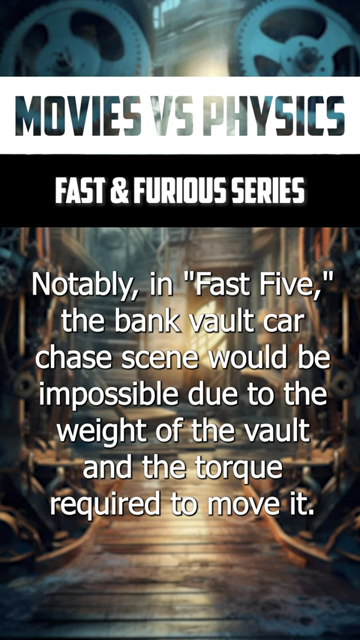 MOVIES VS PHYSICS
FAST & FURIOUS SERIES
Notably, in "Fast Five,"
the bank vault car
chase scene would be
impossible due to the
weight of the vault
and the torque
required to move it.